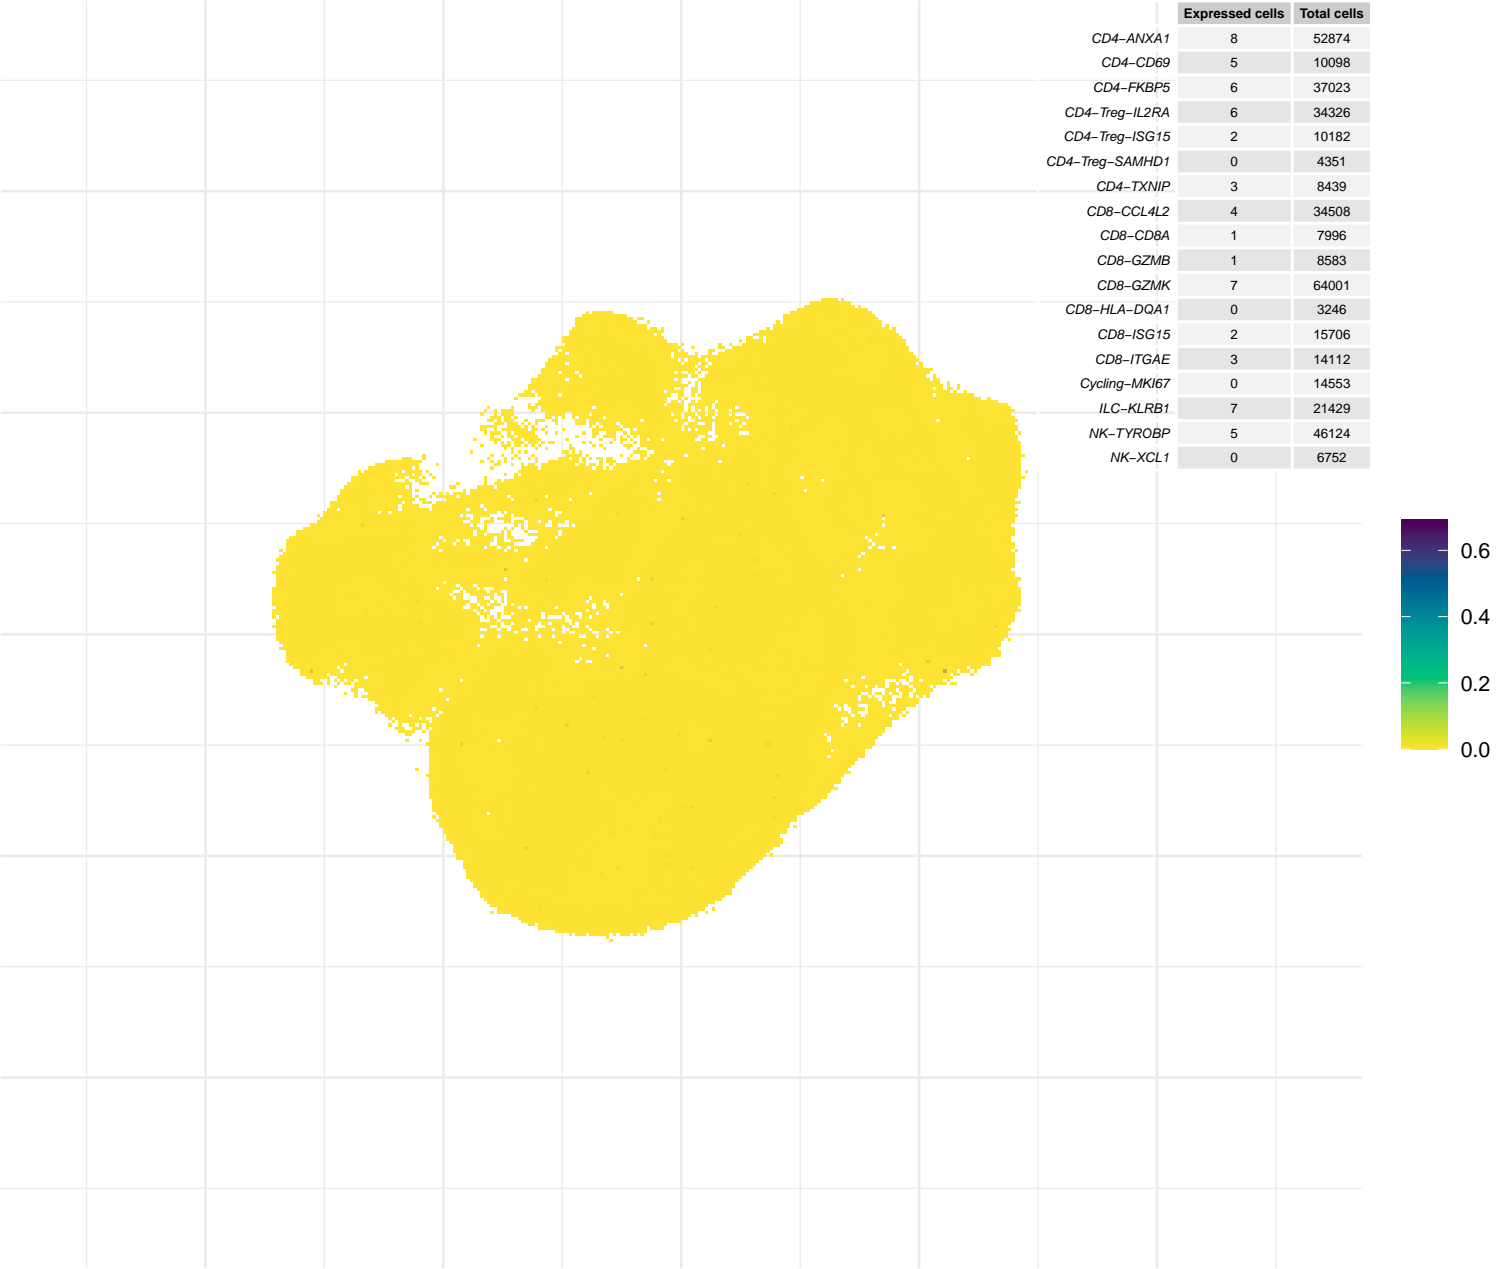 Expressed cells Total cells
CD4−ANXA1 8 52874
CD4−CD69 5 10098
CD4−FKBP5 6 37023
CD4−Treg−IL2RA 6 34326
CD4−Treg−ISG15 2 10182
CD4−Treg−SAMHD1 0 4351
CD4−TXNIP 3 8439
CD8−CCL4L2 4 34508
CD8−CD8A 1 7996
CD8−GZMB 1 8583
CD8−GZMK 7 64001
CD8−HLA−DQA1 0 3246
CD8−ISG15 2 15706
CD8−ITGAE 3 14112
Cycling−MKI67 0 14553
ILC−KLRB1 7 21429
NK−TYROBP 5 46124
NK−XCL1 0 6752
0.6
0.4
0.2
0.0